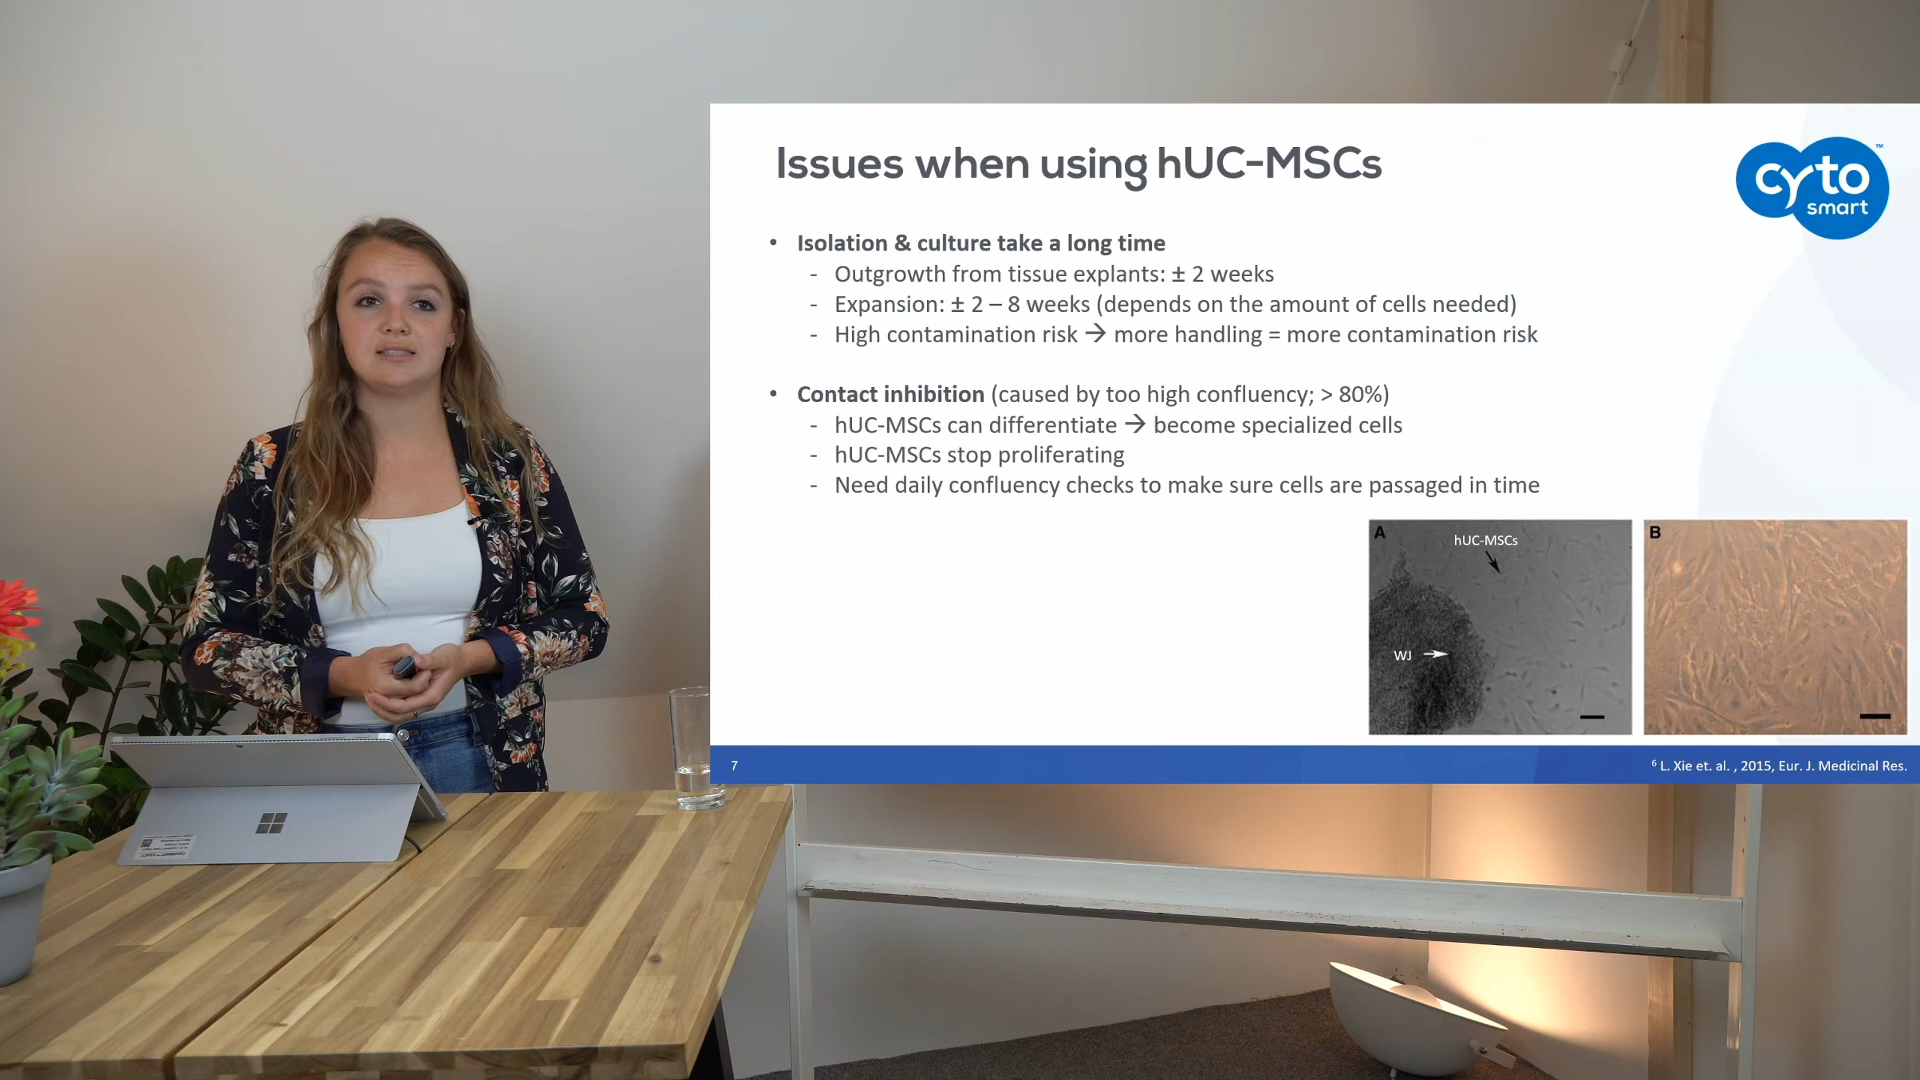 Issues when using hUC-MSCs
cyto
smart
™
• Isolation & culture take a long time
- Outgrowth from tissue explants: ± 2 weeks
- Expansion: ± 2 – 8 weeks (depends on the amount of cells needed)
- High contamination risk → more handling = more contamination risk
• Contact inhibition (caused by too high confluency; > 80%)
- hUC-MSCs can differentiate → become specialized cells
- hUC-MSCs stop proliferating
- Need daily confluency checks to make sure cells are passaged in time
A
hUC-MSCs
WJ
B
7
⁶ L. Xie et. al. , 2015, Eur. J. Medicinal Res.